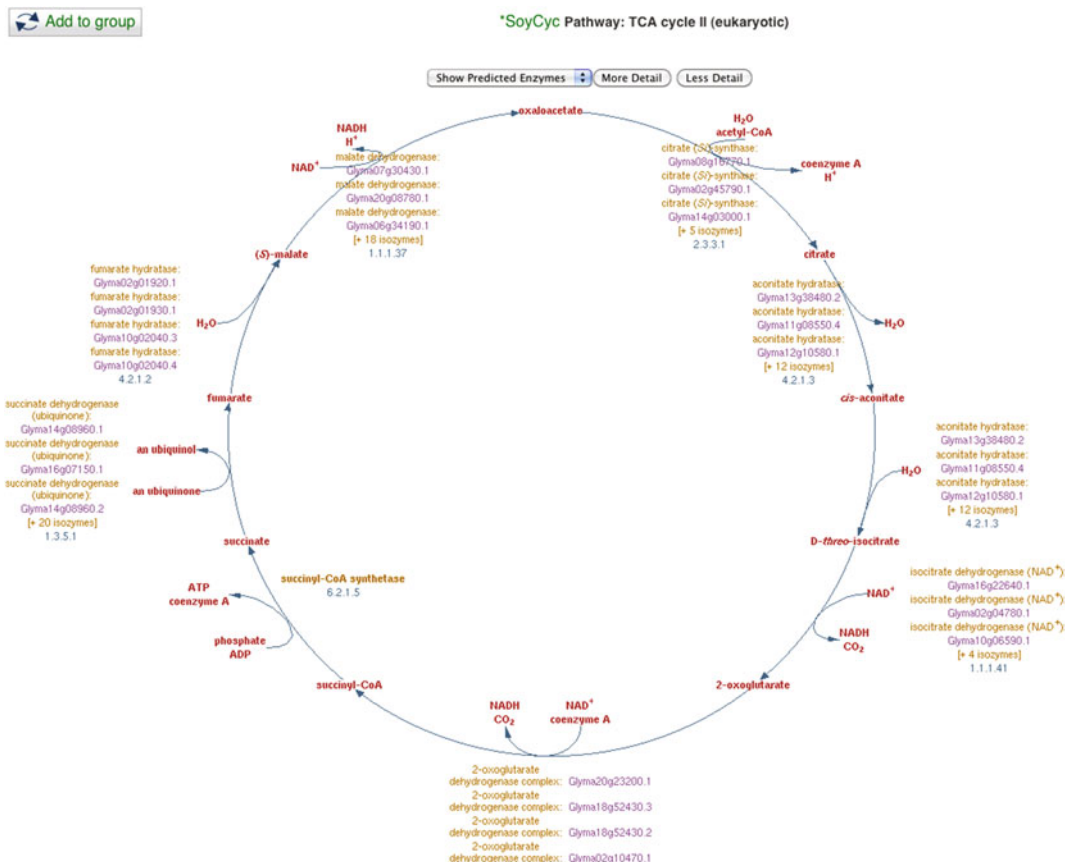 Add to group
*SoyCyc Pathway: TCA cycle II (eukaryotic)
Show Predicted Enzymes
More Detail
Less Detail
oxaloacetate
H2O
acetyl-CoA
citrate (Si)-synthase:
Glyma08g16770.1
citrate (Si)-synthase:
Glyma02g45790.1
citrate (Si)-synthase:
Glyma14g03000.1
[+ 5 isozymes]
2.3.3.1
coenzyme A
H+
citrate
aconitate hydratase:
Glyma13g38480.2
aconitate hydratase:
Glyma11g08550.4
aconitate hydratase:
Glyma12g10580.1
[+ 12 isozymes]
4.2.1.3
H2O
cis-aconitate
aconitate hydratase:
Glyma13g38480.2
aconitate hydratase:
Glyma11g08550.4
aconitate hydratase:
Glyma12g10580.1
[+ 12 isozymes]
4.2.1.3
H2O
D-threo-isocitrate
isocitrate dehydrogenase (NAD+):
Glyma16g22640.1
isocitrate dehydrogenase (NAD+):
Glyma02g04780.1
isocitrate dehydrogenase (NAD+):
Glyma10g06590.1
[+ 4 isozymes]
1.1.1.41
NAD+
NADH
CO2
2-oxoglutarate
NAD+
coenzyme A
NADH
CO2
2-oxoglutarate
dehydrogenase complex: Glyma20g23200.1
2-oxoglutarate
dehydrogenase complex: Glyma18g52430.3
2-oxoglutarate
dehydrogenase complex: Glyma18g52430.2
2-oxoglutarate
dehydrogenase complex: Glyma02g10470.1
succinyl-CoA
succinyl-CoA synthetase
6.2.1.5
phosphate
ADP
ATP
coenzyme A
succinate
succinate dehydrogenase
(ubiquinone):
Glyma14g08960.1
succinate dehydrogenase
(ubiquinone):
Glyma16g07150.1
succinate dehydrogenase
(ubiquinone):
Glyma14g08960.2
[+ 20 isozymes]
1.3.5.1
an ubiquinone
an ubiquinol
fumarate
fumarate hydratase:
Glyma02g01920.1
fumarate hydratase:
Glyma02g01930.1
fumarate hydratase:
Glyma10g02040.3
fumarate hydratase:
Glyma10g02040.4
4.2.1.2
H2O
(S)-malate
NAD+
NADH
H+
malate dehydrogenase:
Glyma07g30430.1
malate dehydrogenase:
Glyma20g08780.1
malate dehydrogenase:
Glyma06g34190.1
[+ 18 isozymes]
1.1.1.37